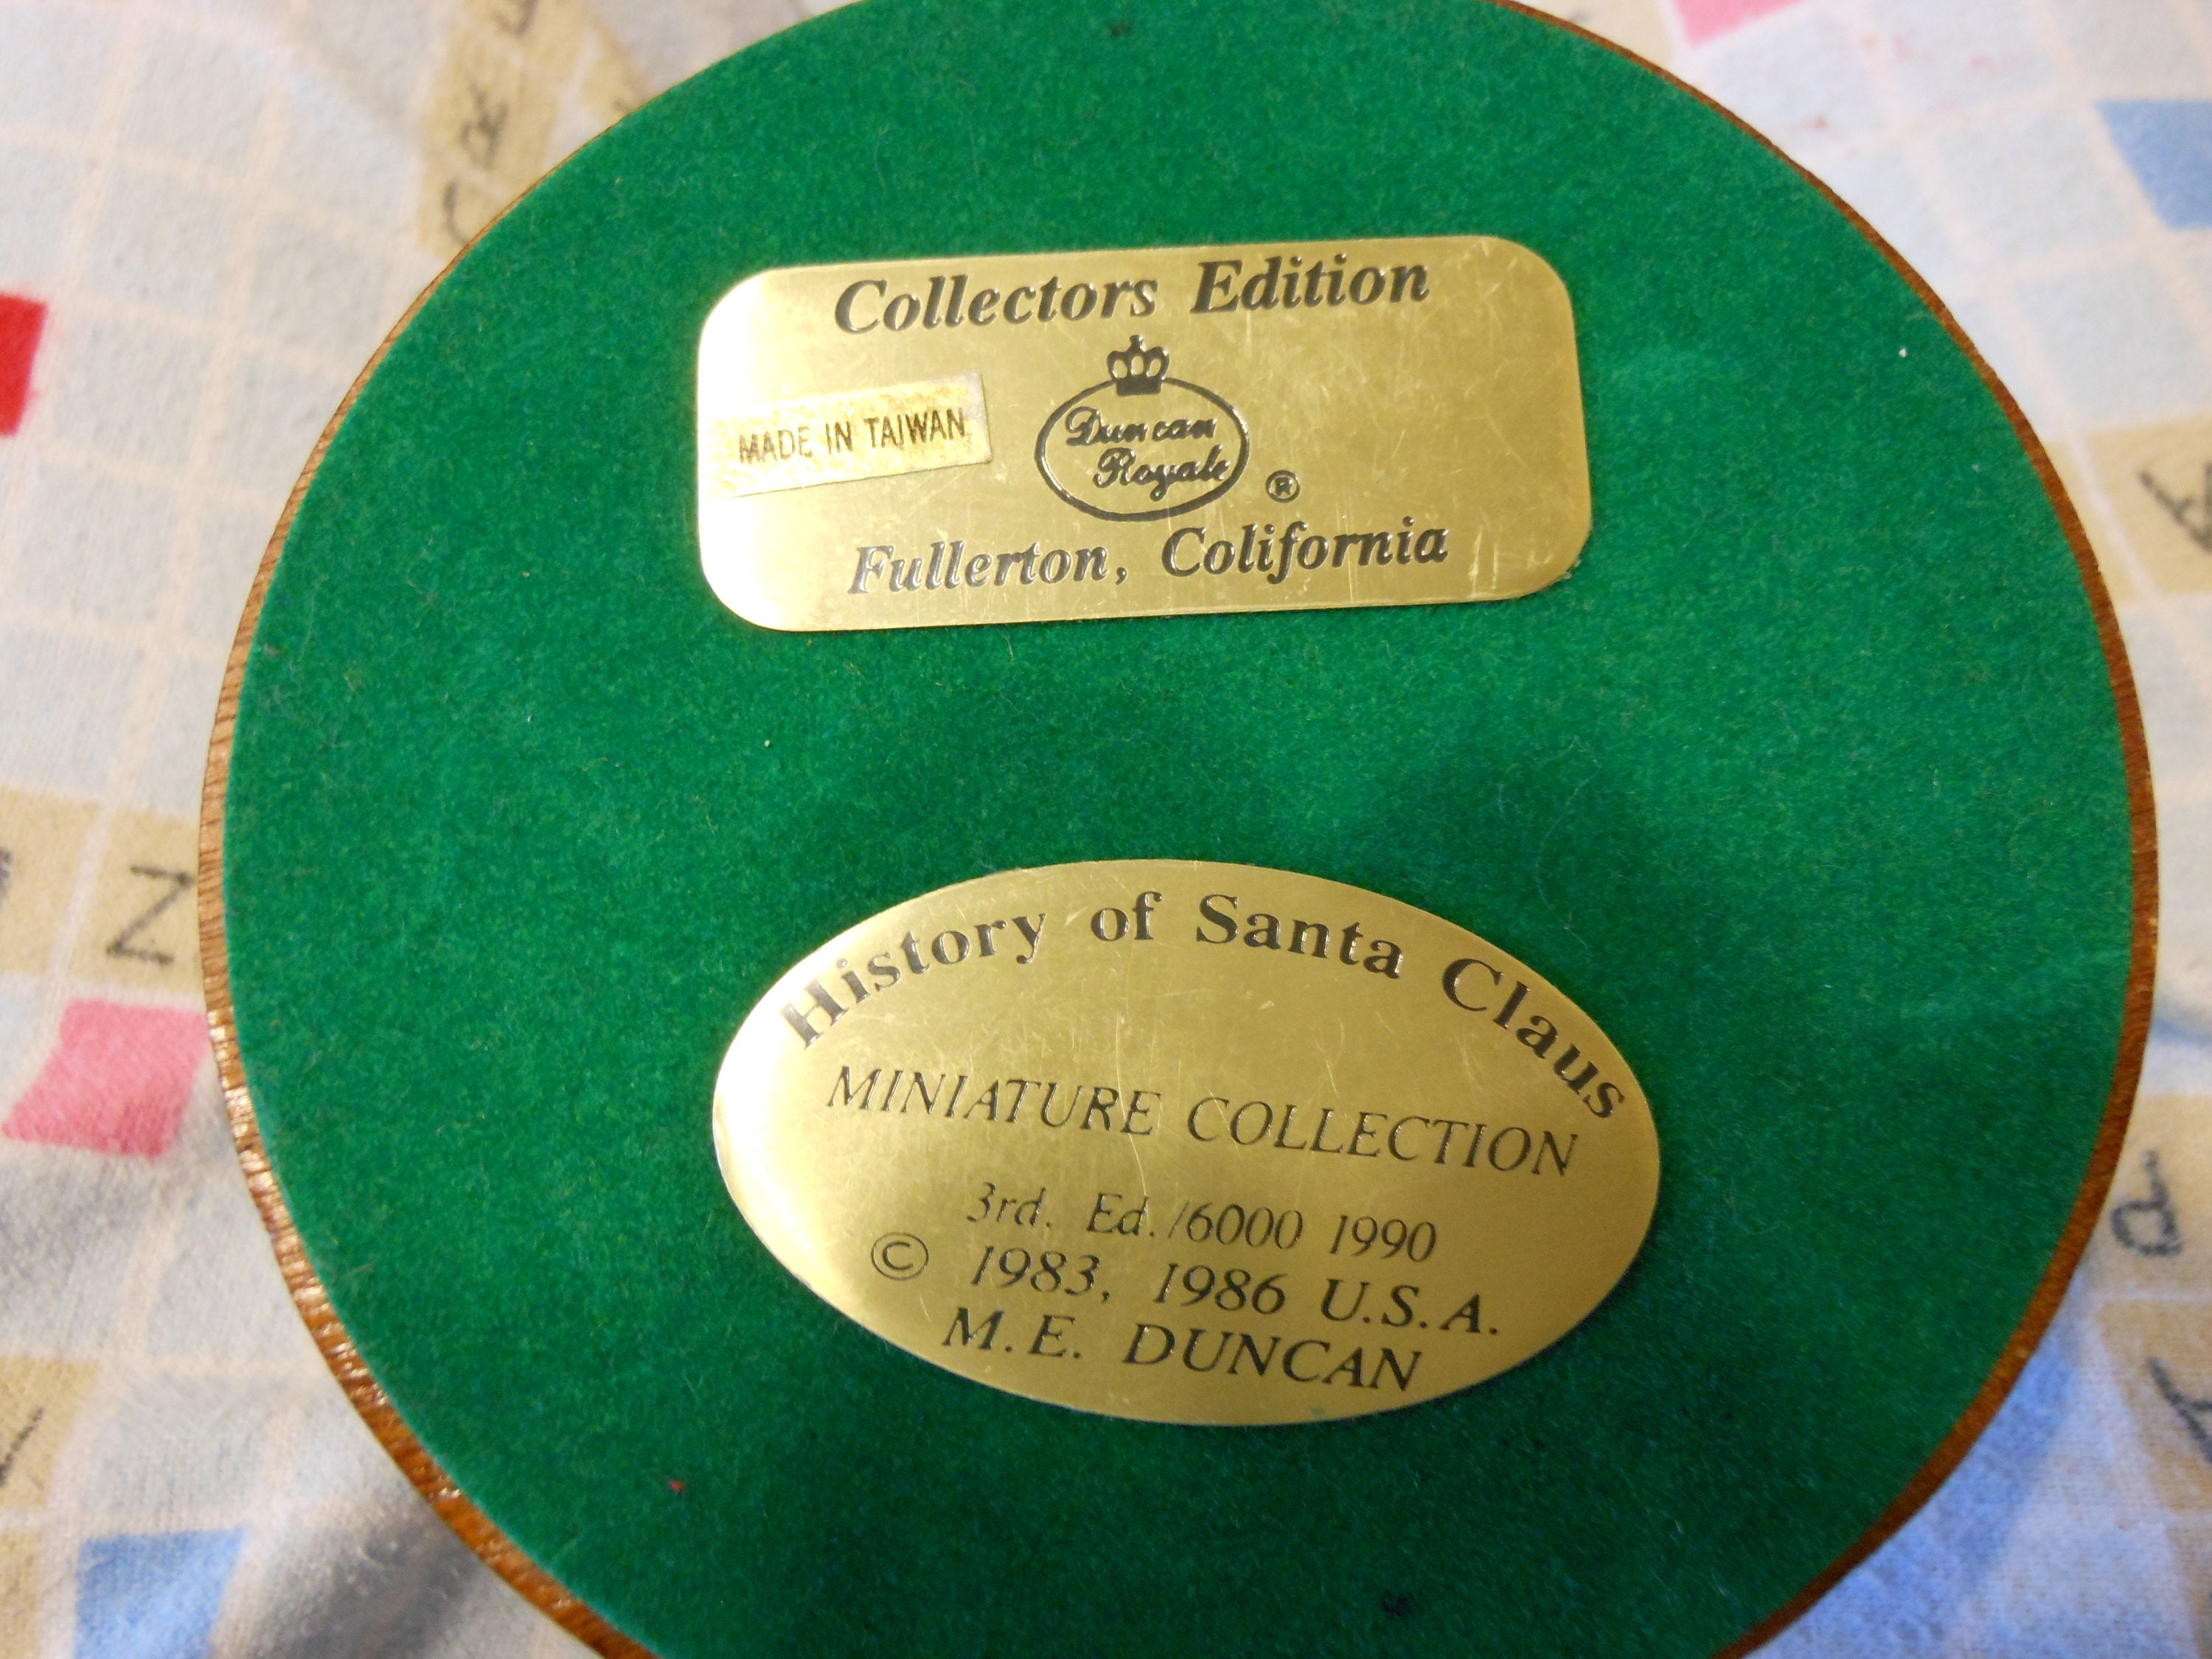 Collectors Edition
MADE IN TAIWAN
Duncan
Royale
®
Fullerton, Colifornia
History of Santa Claus
MINIATURE COLLECTION
3rd. Ed./6000 1990
© 1983, 1986 U.S.A.
M.E. DUNCAN
N